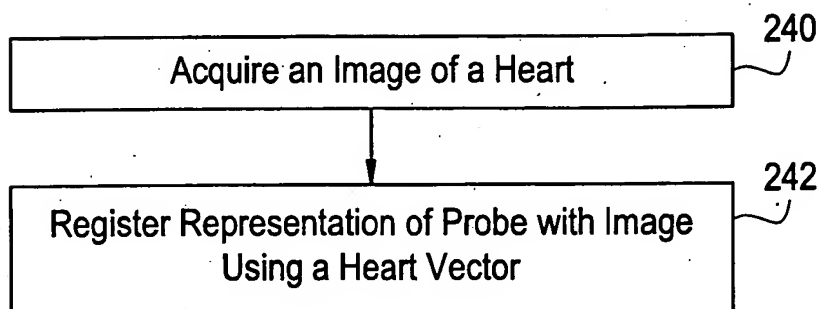 240
Acquire an Image of a Heart
242
Register Representation of Probe with Image
Using a Heart Vector